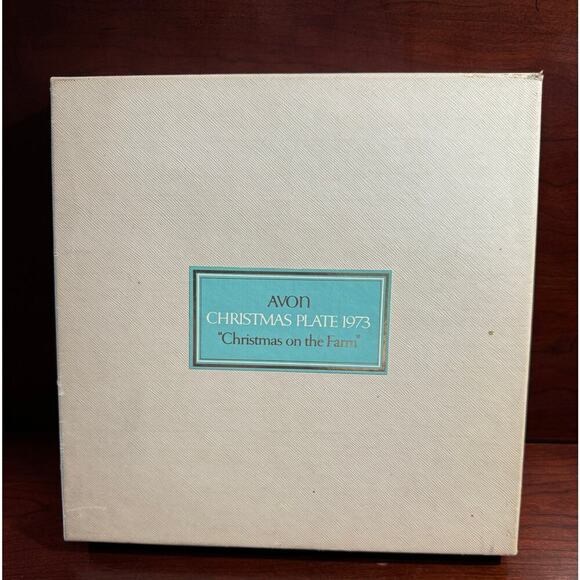 AVON
CHRISTMAS PLATE 1973
"Christmas on the Farm"